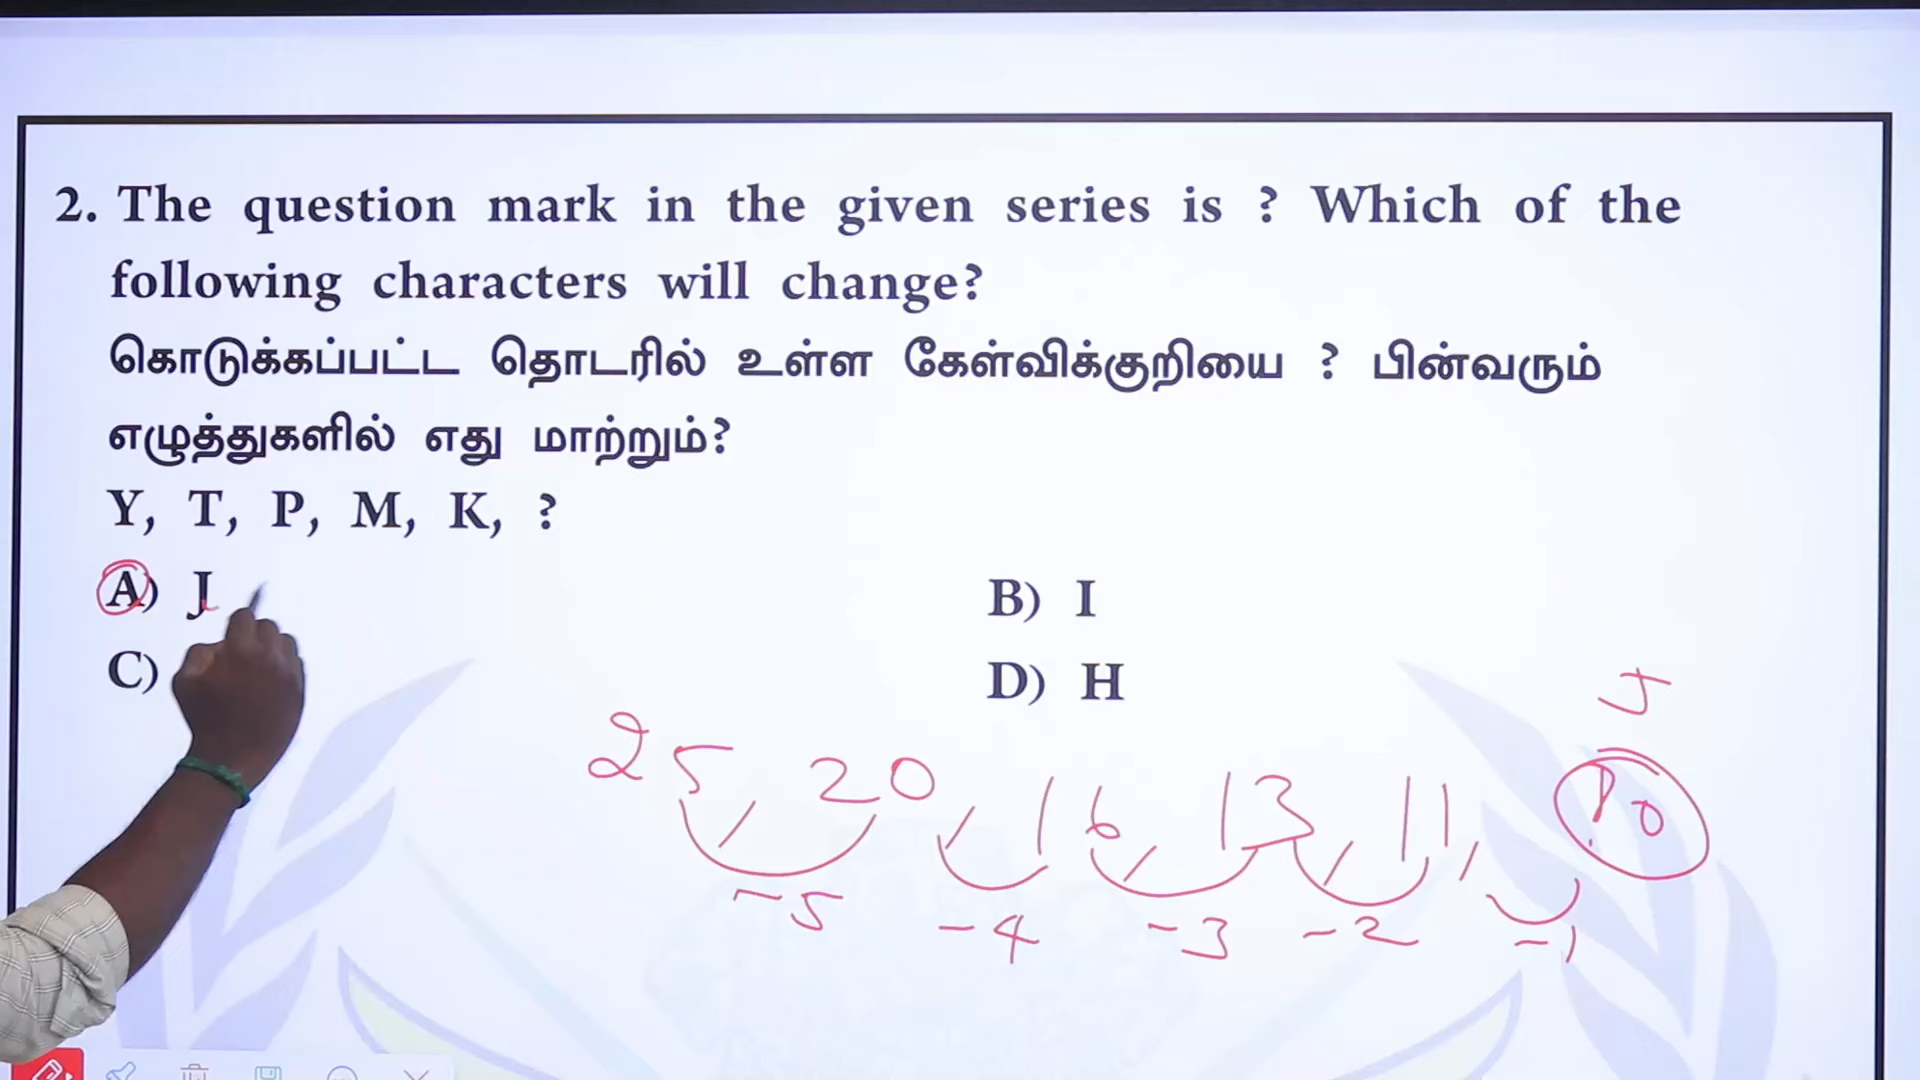 2. The question mark in the given series is ? Which of the
following characters will change?
கொடுக்கப்பட்ட தொடரில் உள்ள கேள்விக்குறியை ? பின்வரும்
எழுத்துகளில் எது மாற்றும்?
Y, T, P, M, K, ?
A) J
B) I
C)
D) H
J
25, 20, 16, 13, 11, 10
-5 -4 -3 -2 -1